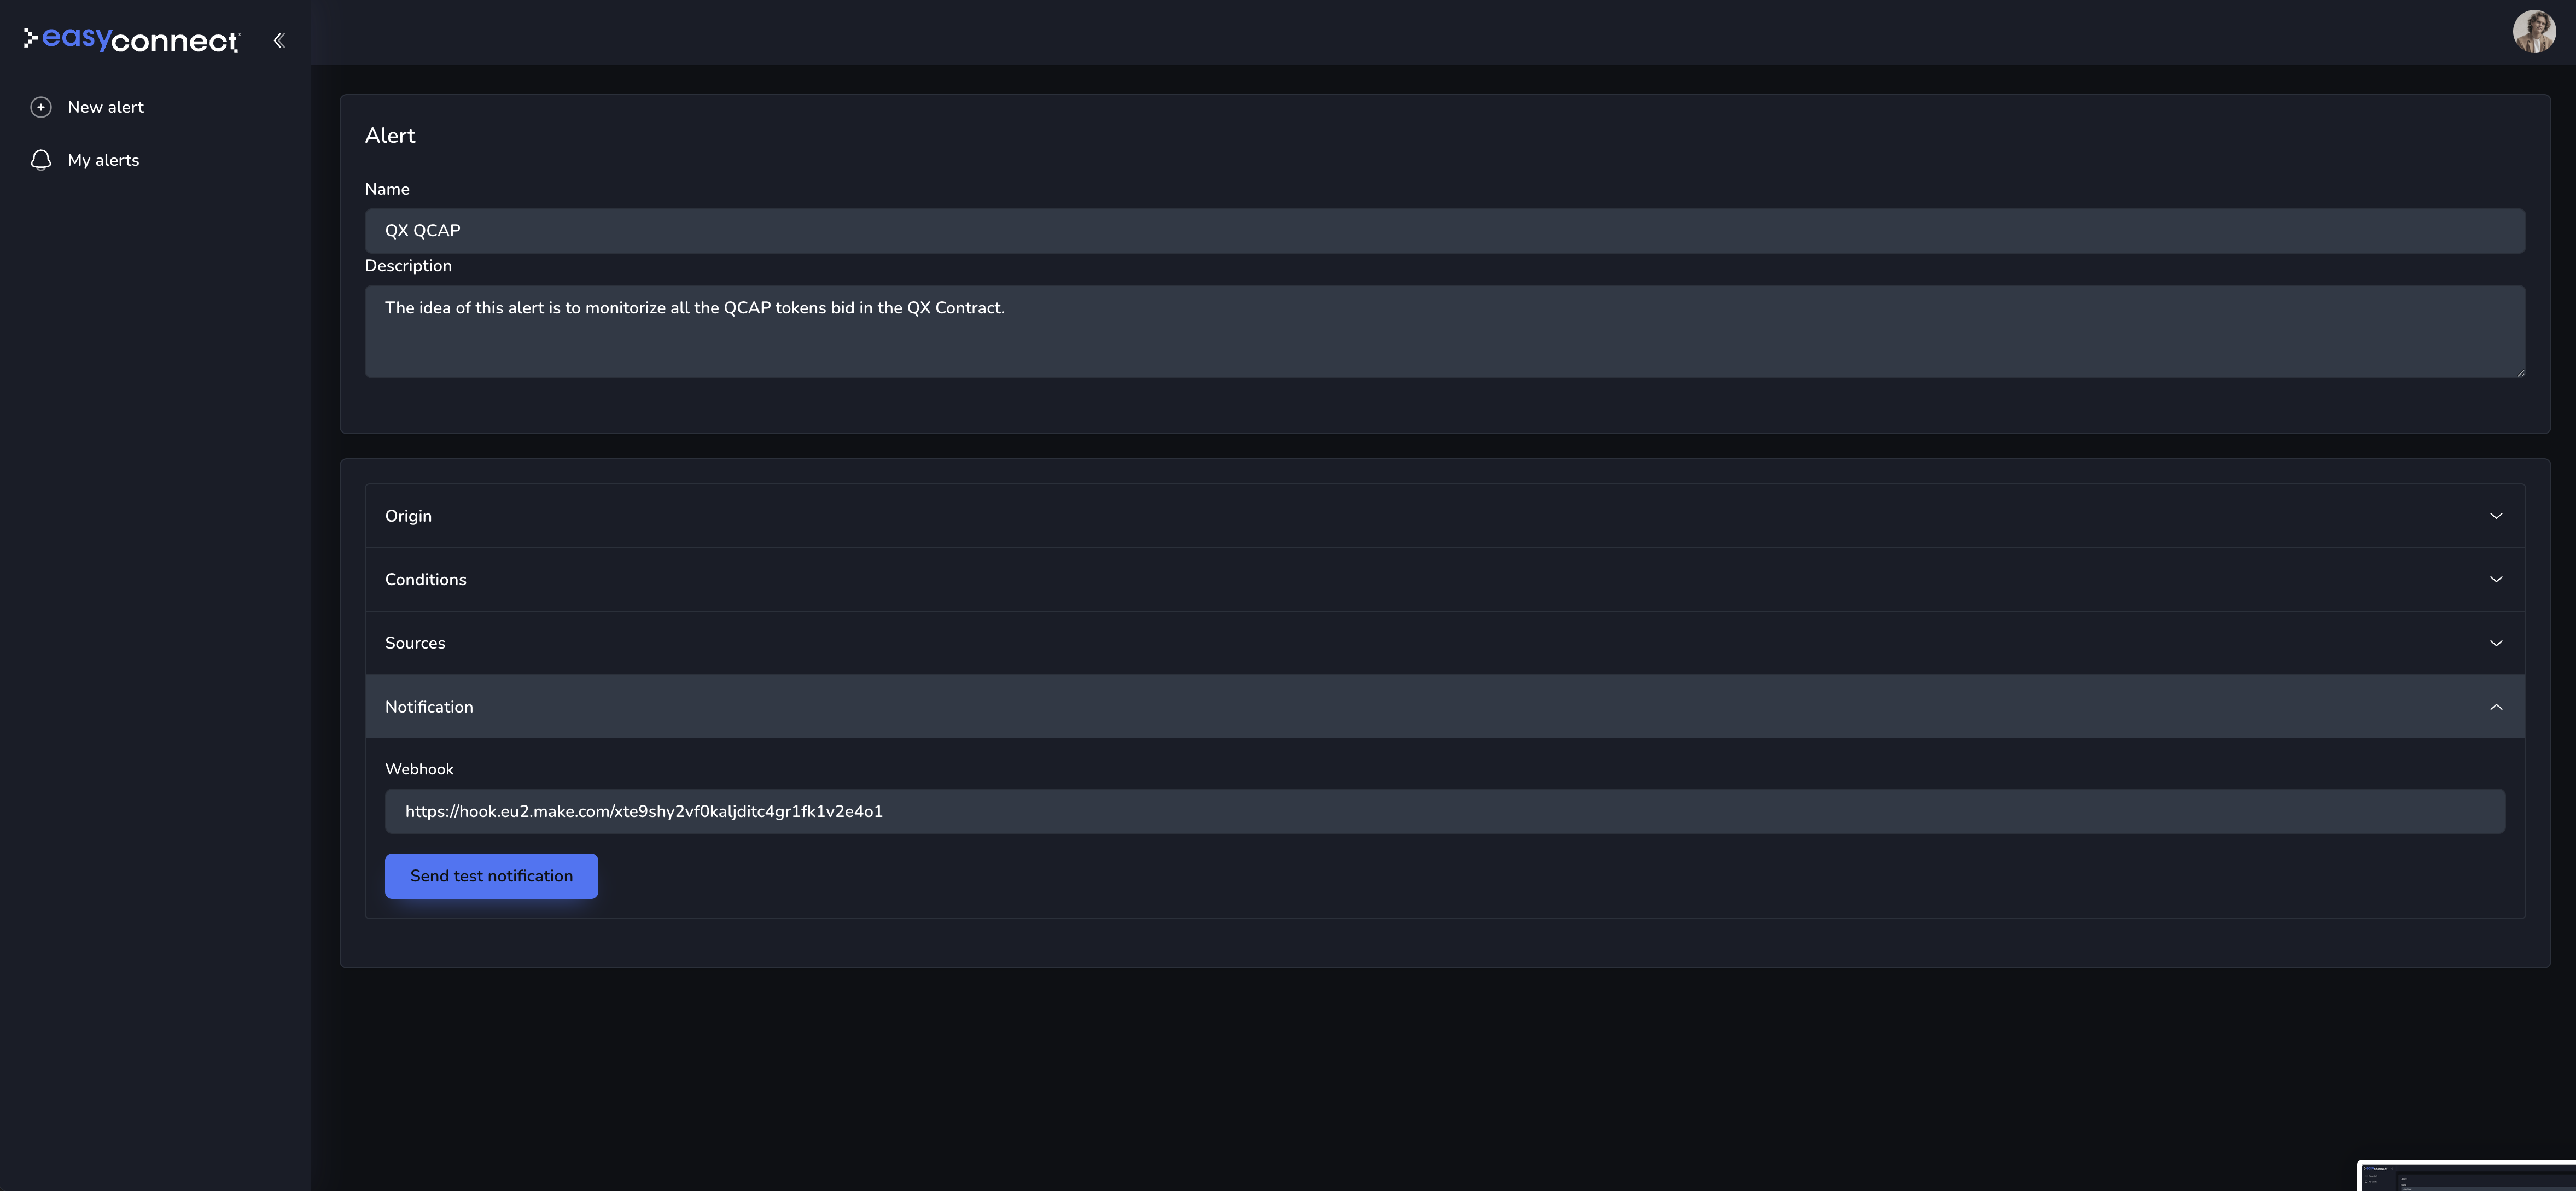 easyconnect
New alert
My alerts
Alert
Name
QX QCAP
Description
The idea of this alert is to monitorize all the QCAP tokens bid in the QX Contract.
Origin
Conditions
Sources
Notification
Webhook
https://hook.eu2.make.com/xte9shy2vf0kaljditc4gr1fk1v2e4o1
Send test notification